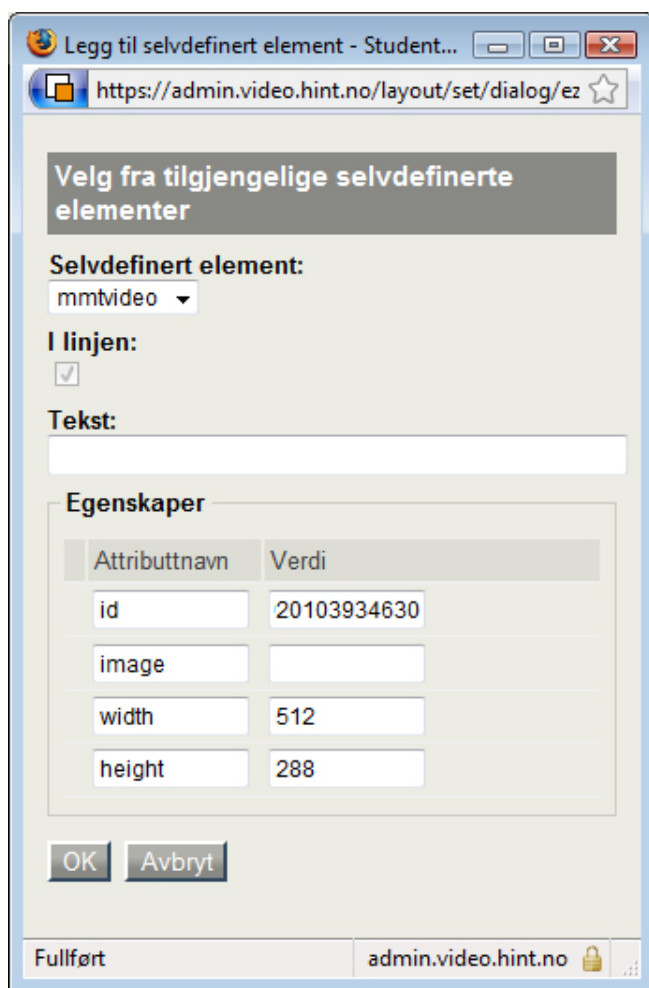 Legg til selvdefinert element - Student...
https://admin.video.hint.no/layout/set/dialog/ez
Velg fra tilgjengelige selvdefinerte
elementer
Selvdefinert element:
mmtvideo
I linjen:
Tekst:
Egenskaper
Attributtnavn Verdi
id 20103934630
image
width 512
height 288
OK Avbryt
Fullført admin.video.hint.no